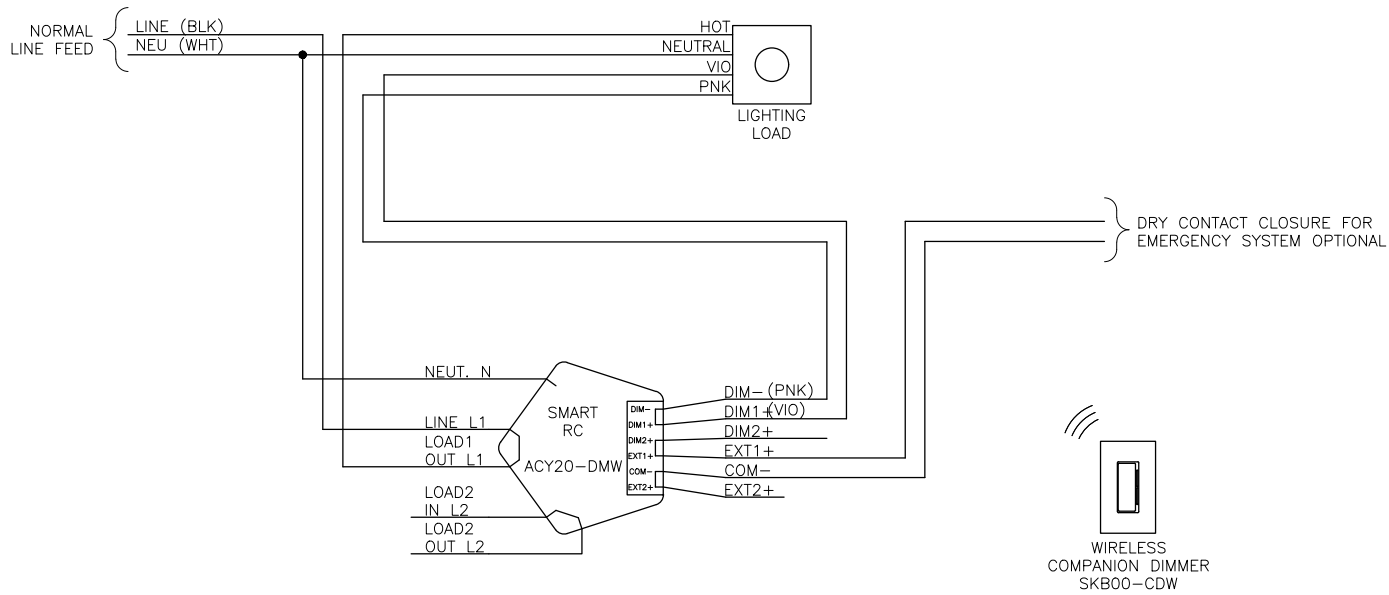 NORMAL
LINE FEED
LINE (BLK)
NEU (WHT)
HOT
NEUTRAL
VIO
PNK
LIGHTING
LOAD
DRY CONTACT CLOSURE FOR
EMERGENCY SYSTEM OPTIONAL
NEUT. N
LINE L1
LOAD1
OUT L1
LOAD2
IN L2
LOAD2
OUT L2
SMART
RC
ACY20-DMW
DIM-
DIM1+
DIM2+
EXT1+
COM-
EXT2+
DIM- (PNK)
DIM1+(VIO)
DIM2+
EXT1+
COM-
EXT2+
WIRELESS
COMPANION DIMMER
SKB00-CDW